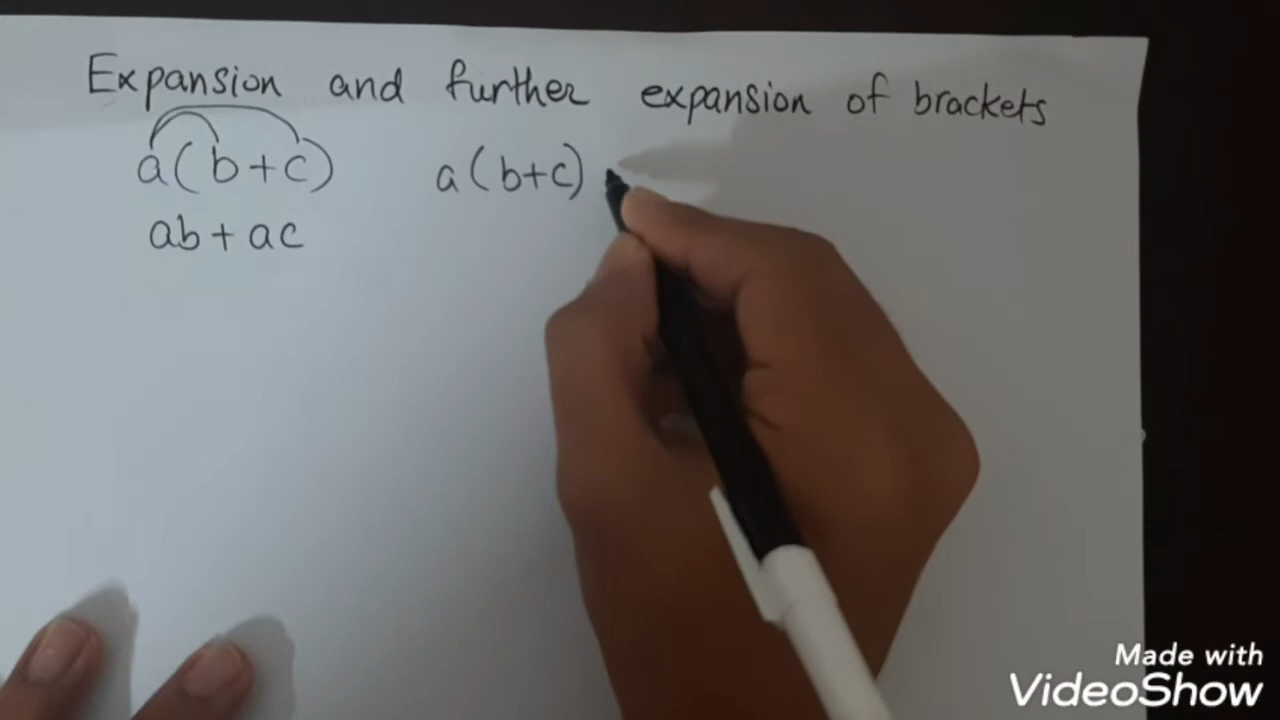 Expansion and further expansion of brackets
a(b+c) a(b+c)
ab+ac
Made with
VideoShow